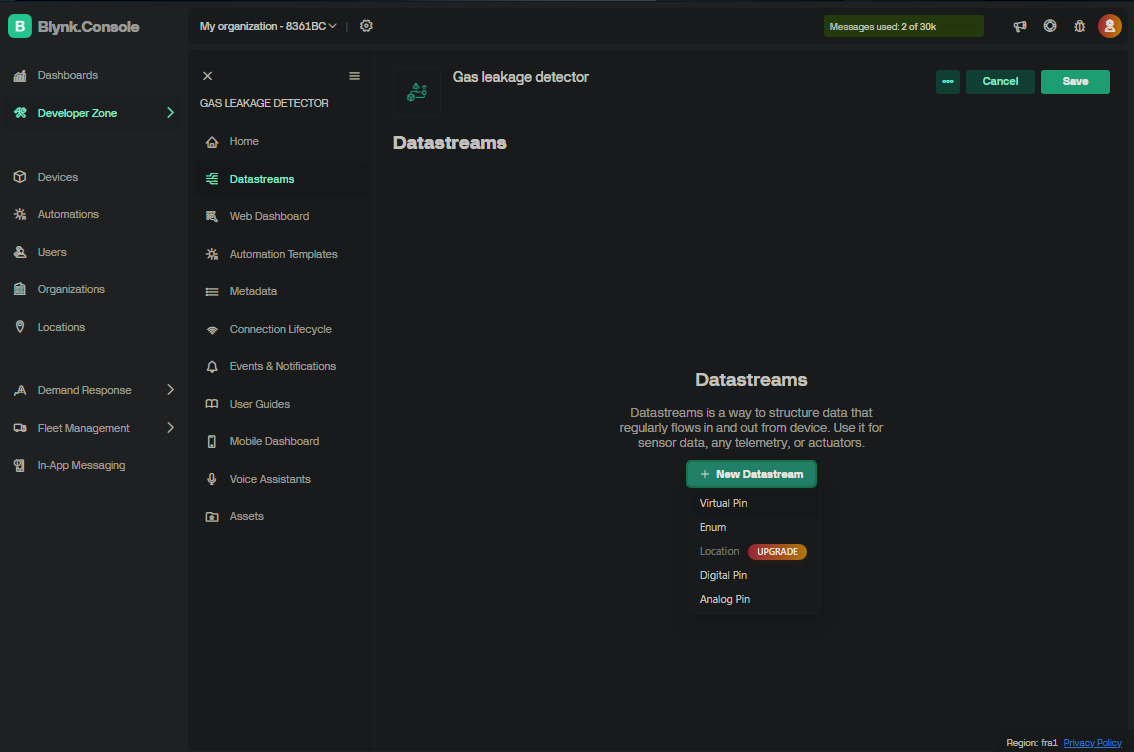 B Blynk.Console
My organization - 8361BC
Messages used: 2 of 30k
Dashboards
Developer Zone
Devices
Automations
Users
Organizations
Locations
Demand Response
Fleet Management
In-App Messaging
GAS LEAKAGE DETECTOR
Home
Datastreams
Web Dashboard
Automation Templates
Metadata
Connection Lifecycle
Events & Notifications
User Guides
Mobile Dashboard
Voice Assistants
Assets
Gas leakage detector
Cancel
Save
Datastreams
Datastreams
Datastreams is a way to structure data that
regularly flows in and out from device. Use it for
sensor data, any telemetry, or actuators.
+ New Datastream
Virtual Pin
Enum
Location UPGRADE
Digital Pin
Analog Pin
Region: fra1 Privacy Policy